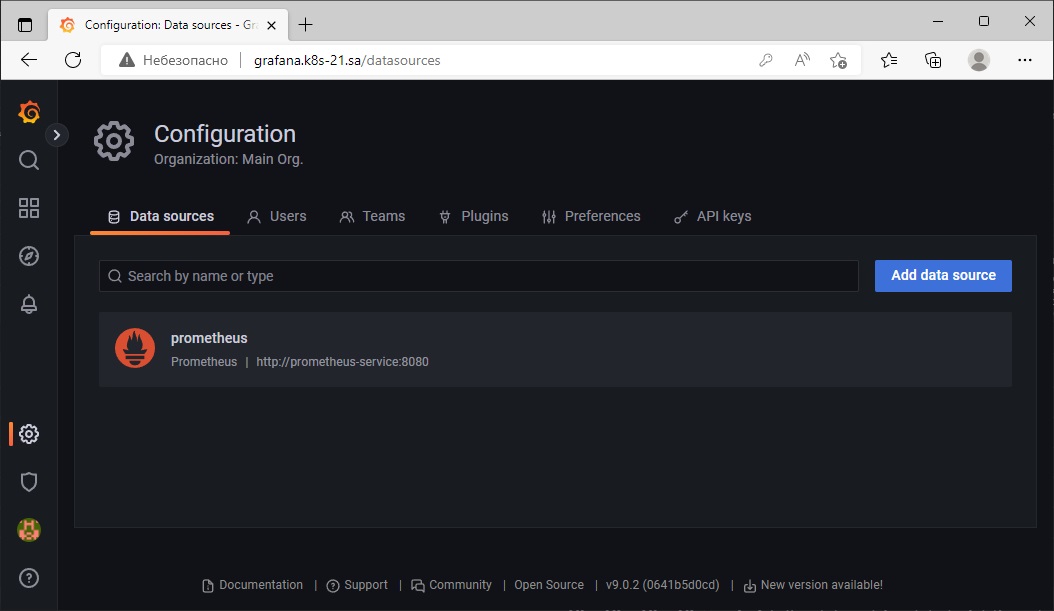 Configuration: Data sources - Gr
Небезопасно
grafana.k8s-21.sa/datasources
Configuration
Organization: Main Org.
Data sources
Users
Teams
Plugins
Preferences
API keys
Search by name or type
Add data source
prometheus
Prometheus | http://prometheus-service:8080
Documentation | Support | Community | Open Source | v9.0.2 (0641b5d0cd) | New version available!